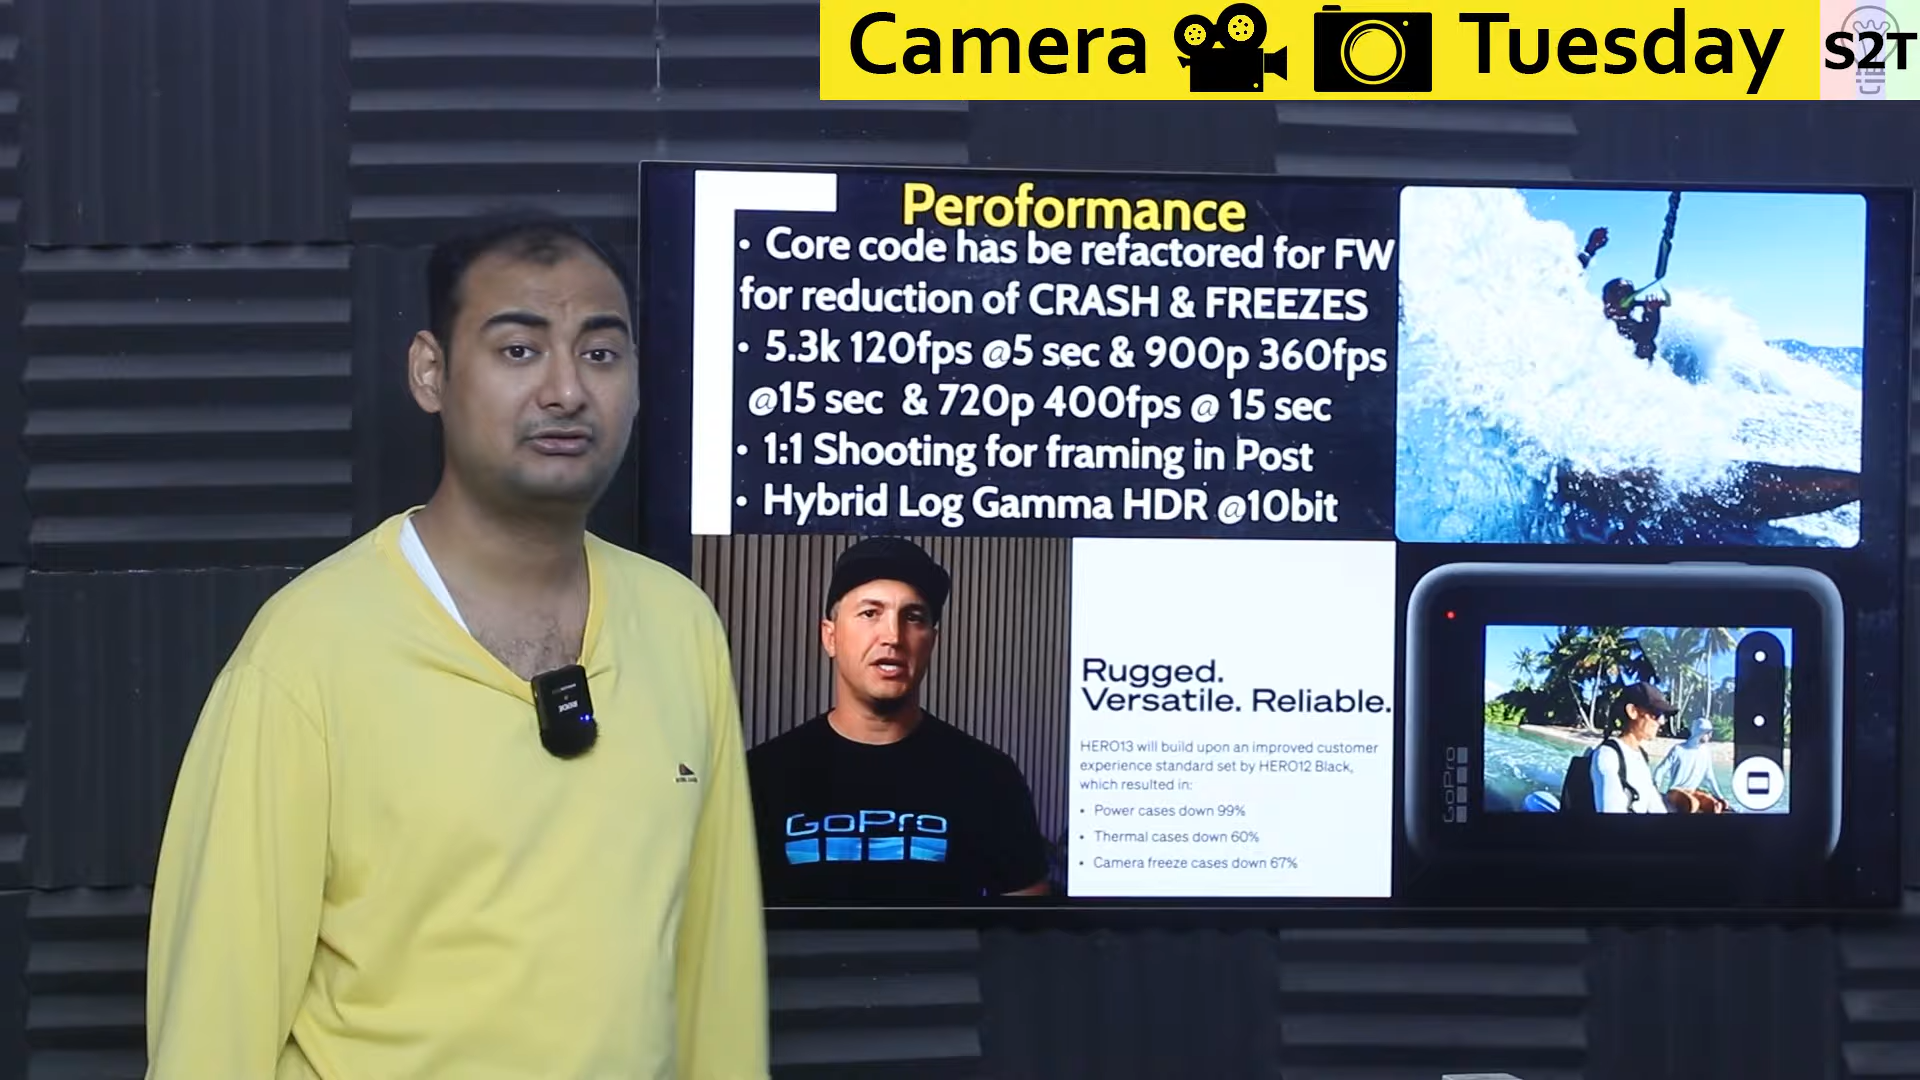 Camera Tuesday S2T
Peroformance
• Core code has be refactored for FW
for reduction of CRASH & FREEZES
• 5.3k 120fps @5 sec & 900p 360fps
@15 sec & 720p 400fps @ 15 sec
• 1:1 Shooting for framing in Post
• Hybrid Log Gamma HDR @10bit
GoPro
Rugged.
Versatile. Reliable.
HERO13 will build upon an improved customer
experience standard set by HERO12 Black,
which resulted in:
• Power cases down 99%
• Thermal cases down 60%
• Camera freeze cases down 67%
GoPro
RODE